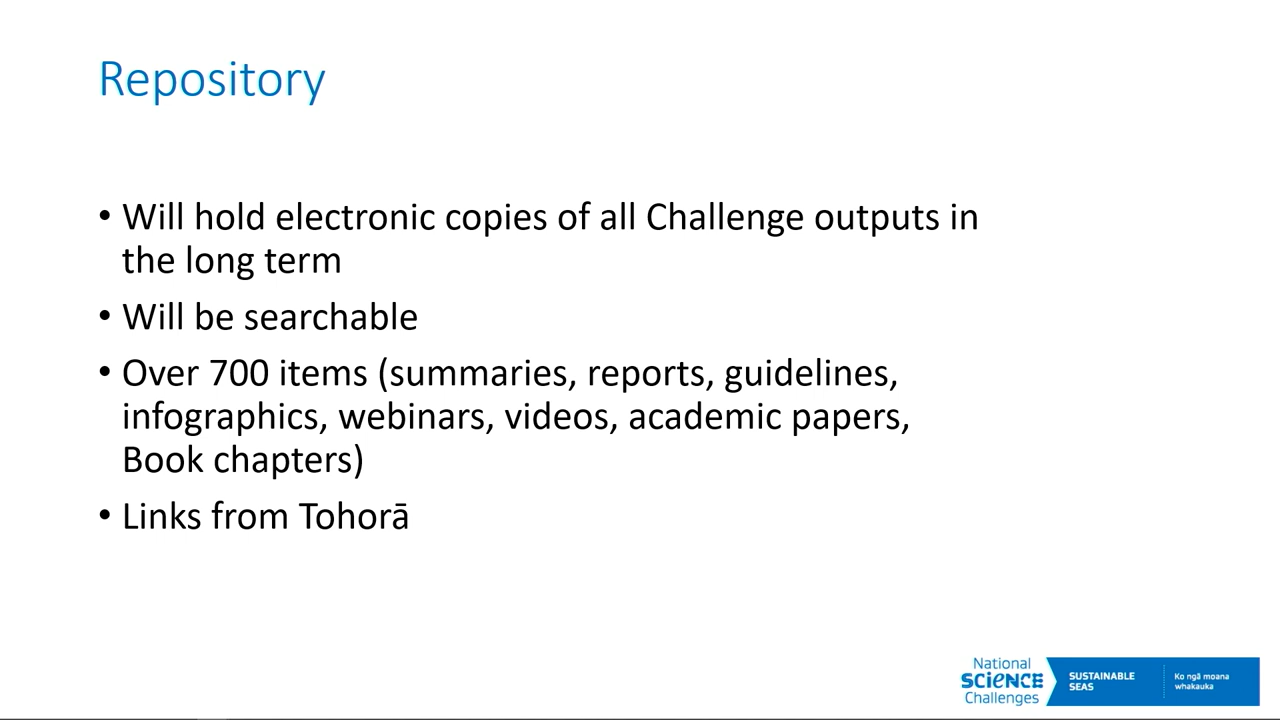 Repository
• Will hold electronic copies of all Challenge outputs in
the long term
• Will be searchable
• Over 700 items (summaries, reports, guidelines,
infographics, webinars, videos, academic papers,
Book chapters)
• Links from Tohorā
National
SCIENCE
Challenges
SUSTAINABLE
SEAS
Ko ngā moana
whakauka